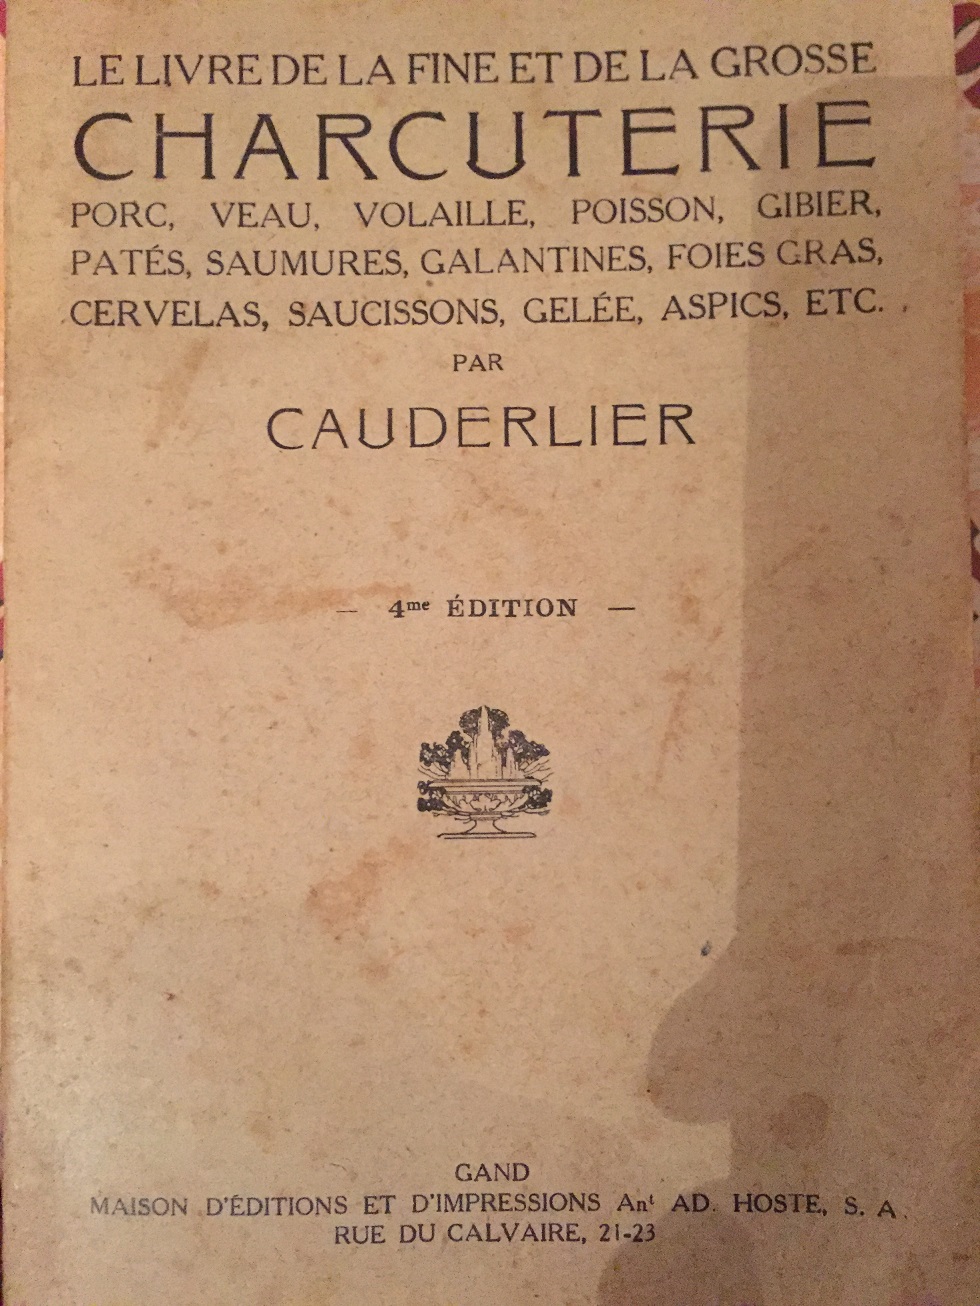 LE LIVRE DE LA FINE ET DE LA GROSSE
CHARCUTERIE
PORC, VEAU, VOLAILLE, POISSON, GIBIER,
PATÉS, SAUMURES, GALANTINES, FOIES GRAS,
CERVELAS, SAUCISSONS, GELÉE, ASPICS, ETC.
PAR
CAUDERLIER
— 4me ÉDITION —
GAND
MAISON D'ÉDITIONS ET D'IMPRESSIONS Ant AD. HOSTE, S. A.
RUE DU CALVAIRE, 21-23